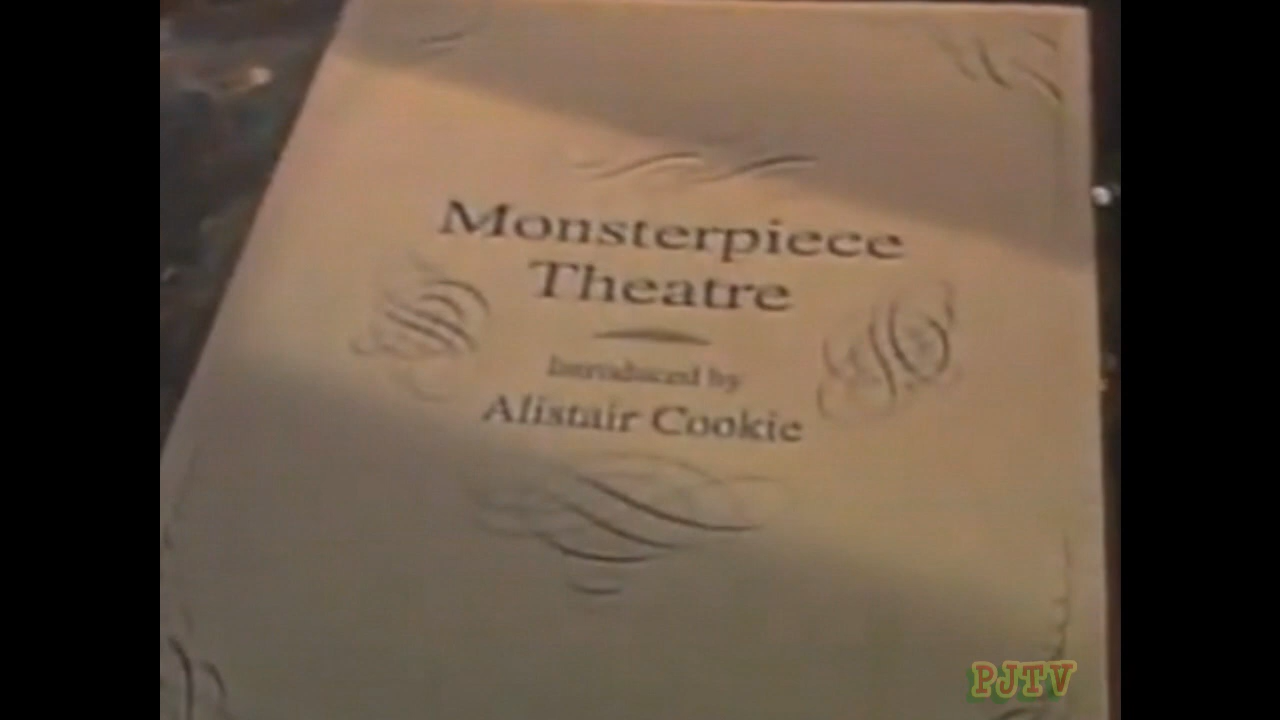 Monsterpiece
Theatre
Introduced by
Alistair Cookie
PJTV